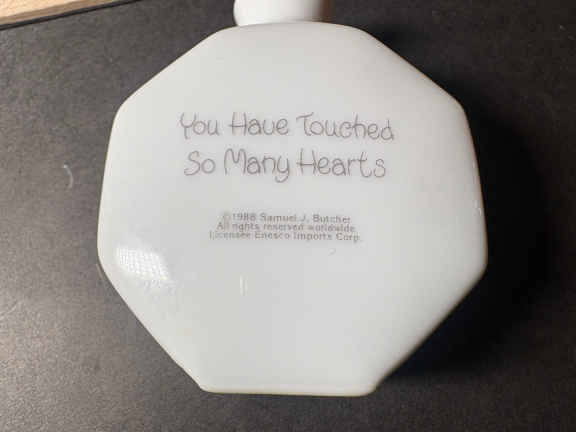 You Have Touched
So Many Hearts
©1988 Samuel J. Butcher
All rights reserved worldwide
Licensee Enesco Imports Corp.